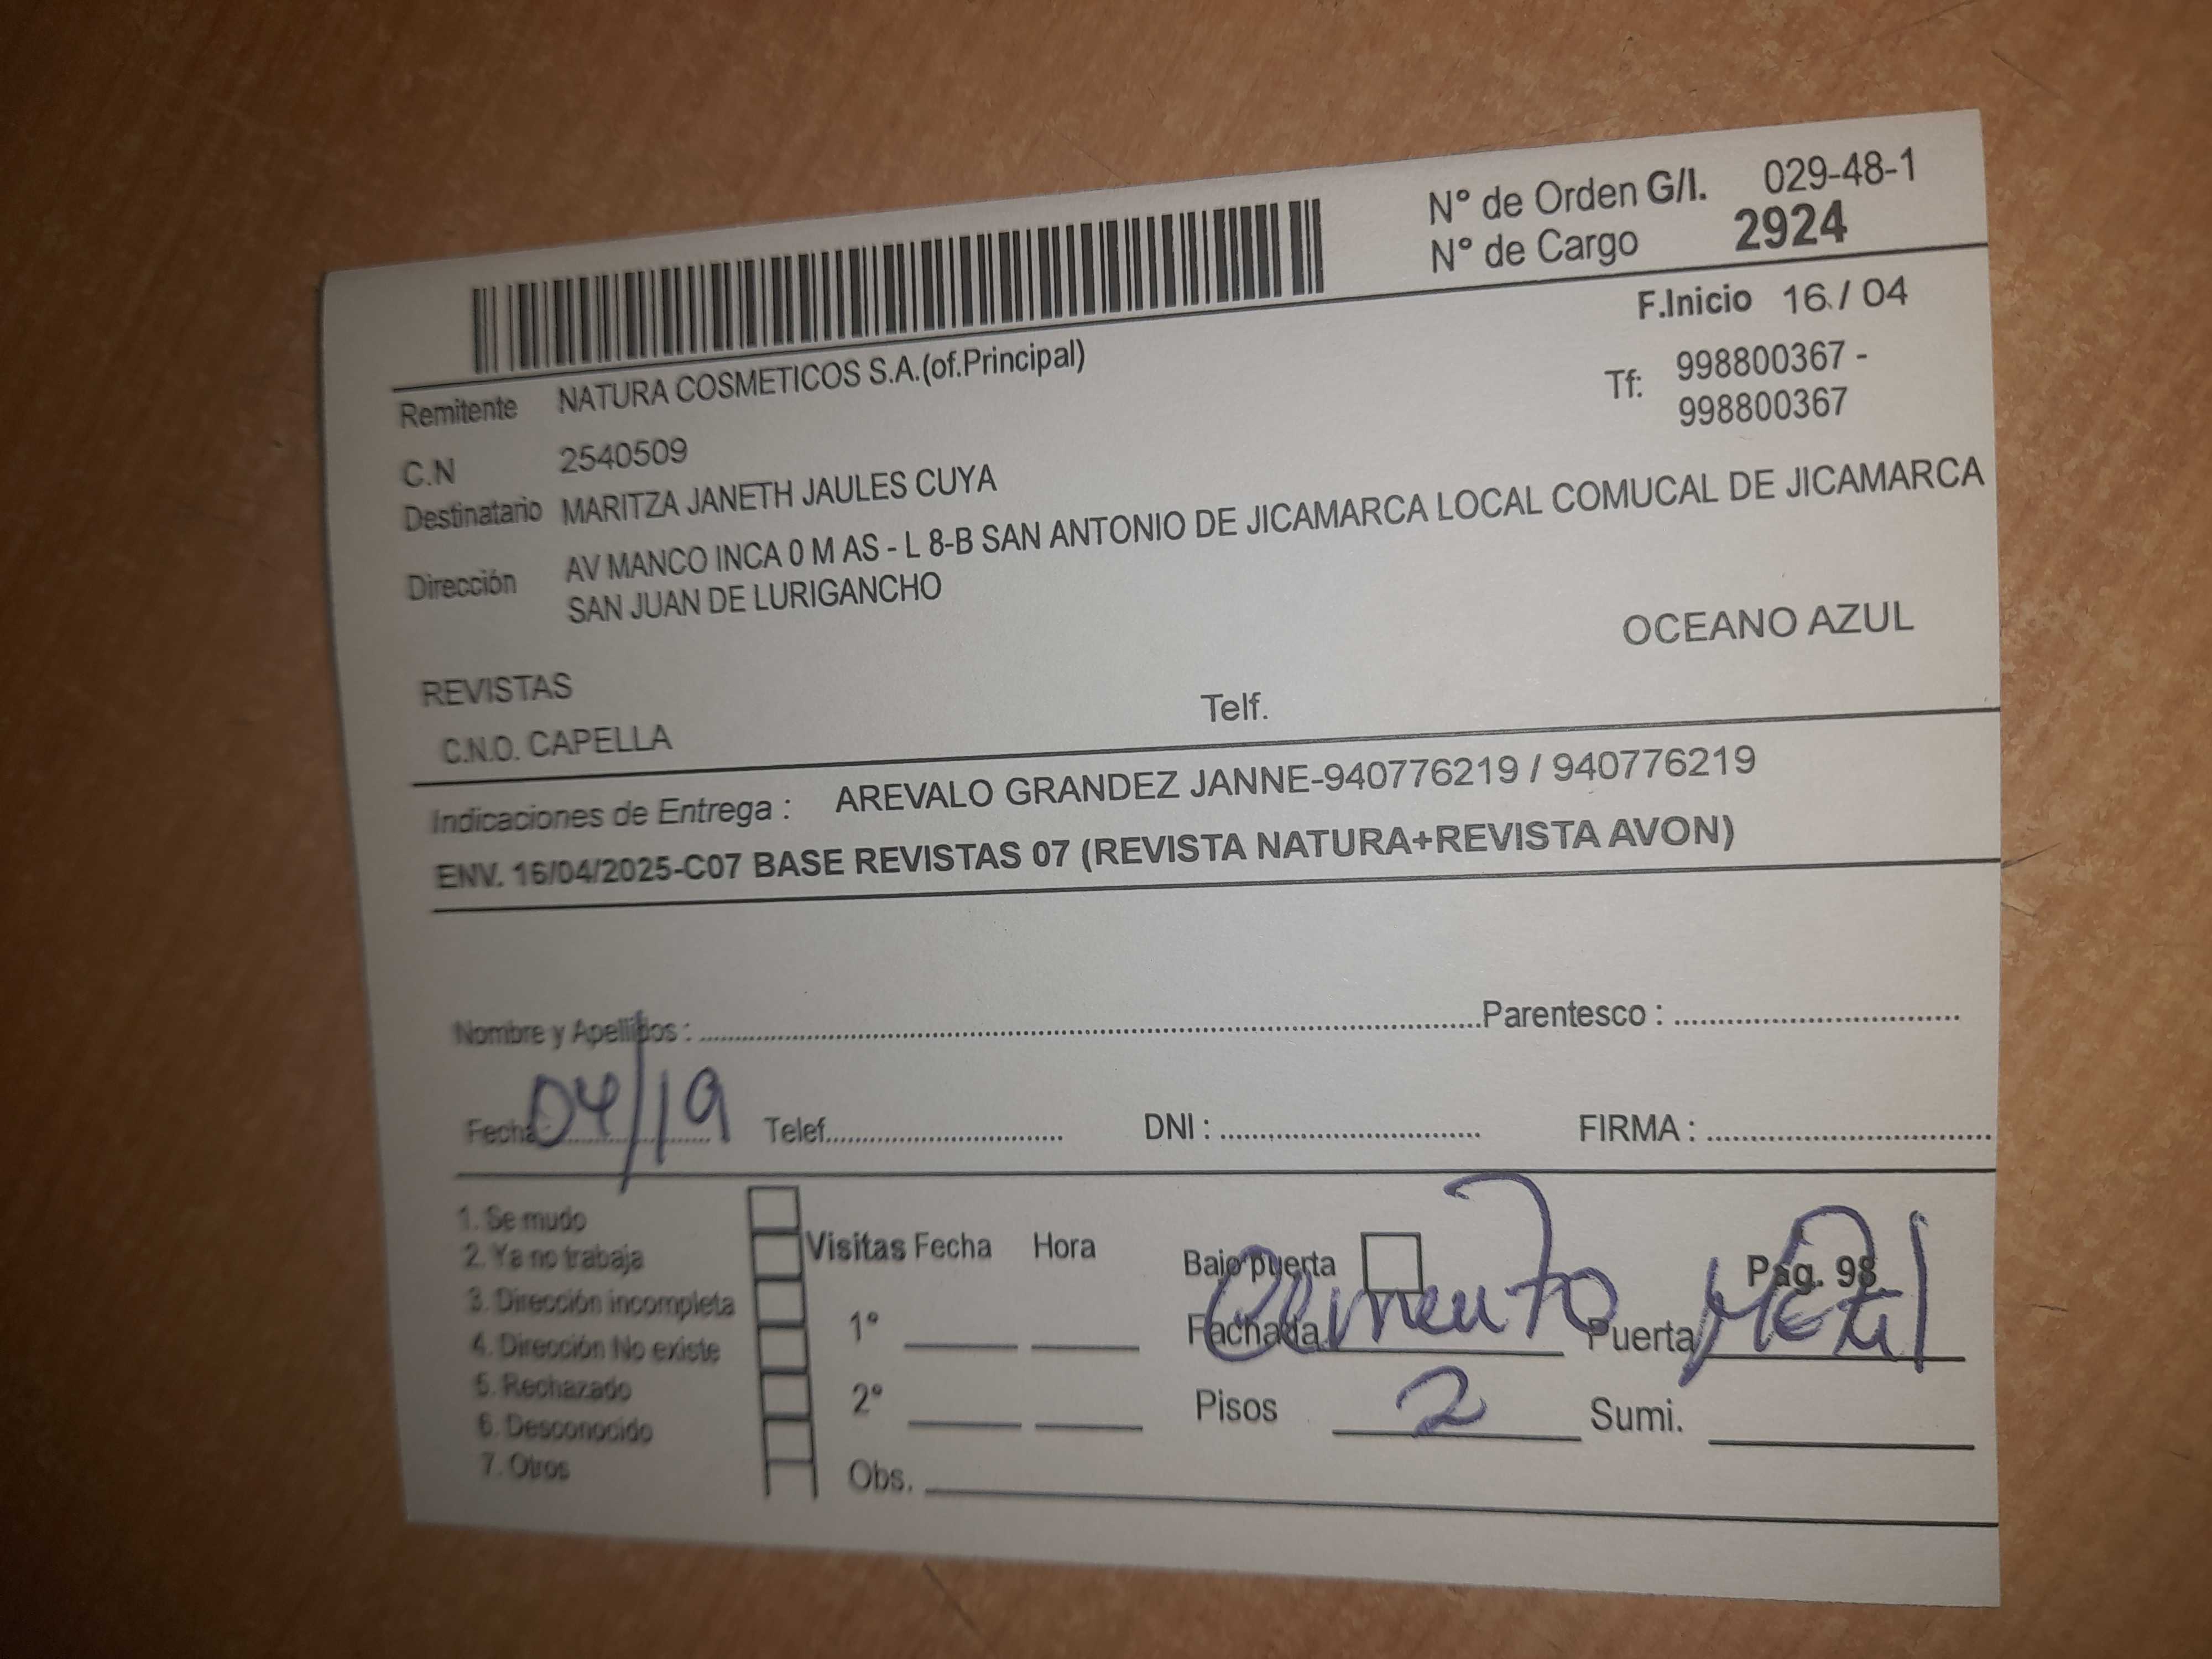 N° de Orden G/I. 029-48-1
N° de Cargo 2924
F.Inicio 16./ 04
Remitente NATURA COSMETICOS S.A.(of.Principal)
Tf: 998800367 -
998800367
C.N 2540509
Destinatario MARITZA JANETH JAULES CUYA
Dirección AV MANCO INCA 0 M AS - L 8-B SAN ANTONIO DE JICAMARCA LOCAL COMUCAL DE JICAMARCA
SAN JUAN DE LURIGANCHO
OCEANO AZUL
REVISTAS
C.N.O. CAPELLA Telf.
Indicaciones de Entrega : AREVALO GRANDEZ JANNE-940776219 / 940776219
ENV. 16/04/2025-C07 BASE REVISTAS 07 (REVISTA NATURA+REVISTA AVON)
Nombre y Apellidos : Parentesco :
Fecha 04/19 Telef. DNI : FIRMA :
1. Se mudo
2. Ya no trabaja
3. Dirección incompleta
4. Dirección No existe
5. Rechazado
6. Desconocido
7. Otros
Visitas Fecha Hora
1°
2°
Obs.
Bajo puerta Pág. 98
Fachada Cemento Puerta Metal
Pisos 2 Sumi.